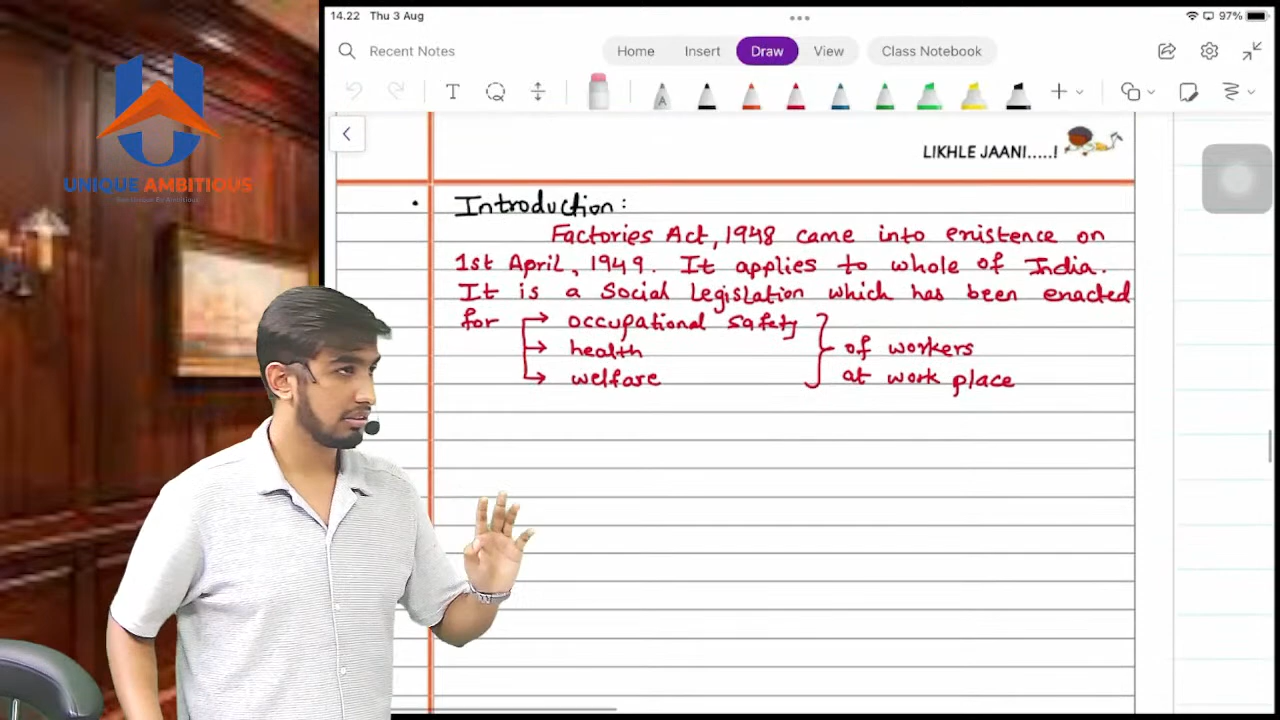 14.22 Thu 3 Aug
97%
Recent Notes
Home Insert Draw View Class Notebook
T
A
LIKHLE JAANI.....!
UNIQUE AMBITIOUS
• Introduction:
Factories Act, 1948 came into existence on
1st April, 1949. It applies to whole of India.
It is a Social Legislation which has been enacted
for → occupational safety
→ health
→ welfare
of workers
at work place